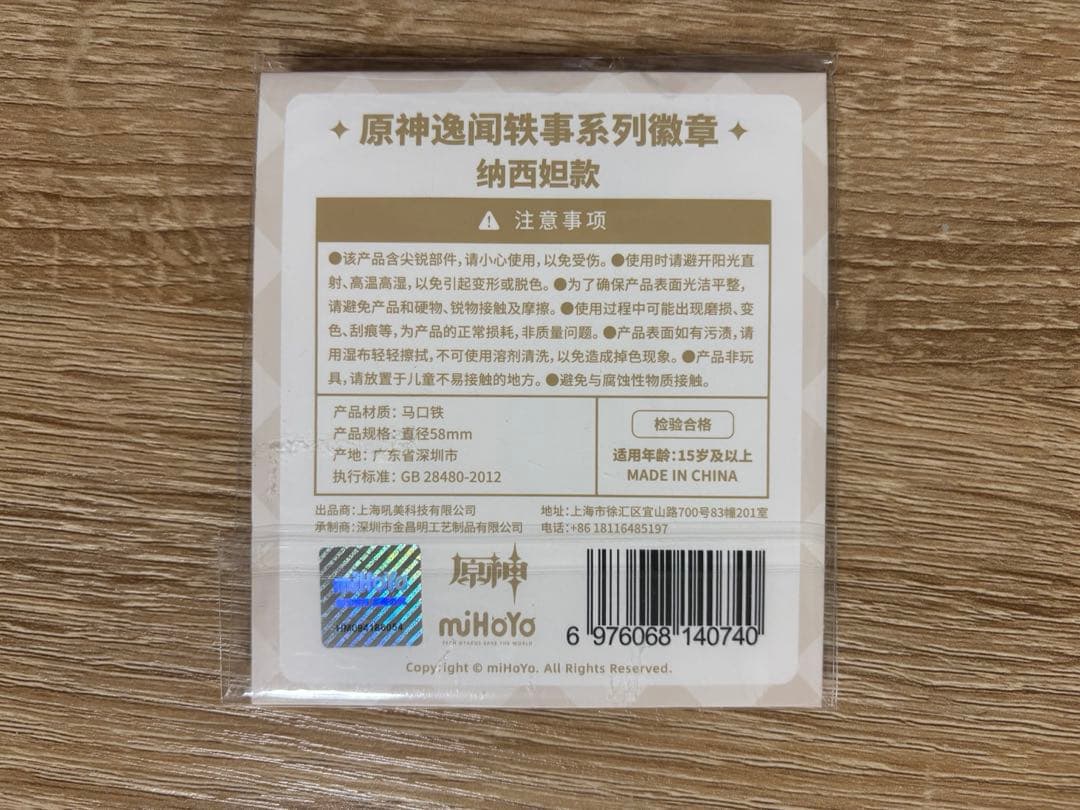 ✦ 原神逸闻轶事系列徽章 ✦
纳西妲款
注意事项
●该产品含尖锐部件,请小心使用,以免受伤。●使用时请避开阳光直
射、高温高湿,以免引起变形或脱色。●为了确保产品表面光洁平整,
请避免产品和硬物、锐物接触及摩擦。●使用过程中可能出现磨损、变
色、刮痕等,为产品的正常损耗,非质量问题。●产品表面如有污渍,请
用湿布轻轻擦拭,不可使用溶剂清洗,以免造成掉色现象。●产品非玩
具,请放置于儿童不易接触的地方。●避免与腐蚀性物质接触。
产品材质: 马口铁
产品规格: 直径58mm
产地: 广东省深圳市
执行标准: GB 28480-2012
检验合格
适用年龄:15岁及以上
MADE IN CHINA
出品商:上海吼美科技有限公司
承制商:深圳市金昌明工艺制品有限公司
地址:上海市徐汇区宜山路700号83幢201室
电话:+86 18116485197
miHoYo
原神
miHoYo
TECH OTAKUS SAVE THE WORLD
6 976068 140740
Copyright © miHoYo. All Rights Reserved.